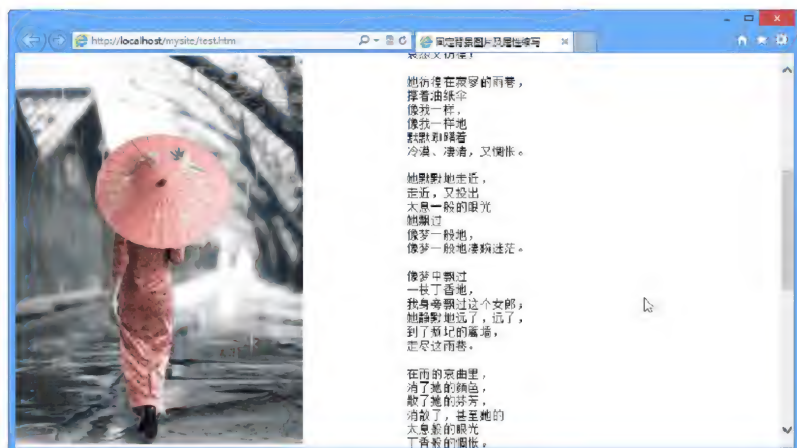 http://localhost/mysite/test.htm
固定背景图片及属性缩写
哀怨又彷徨;
她彷徨在寂寥的雨巷,
撑着油纸伞
像我一样,
像我一样地
默默彳亍着
冷漠、凄清,又惆怅。
她默默地走近,
走近,又投出
太息一般的眼光
她飘过
像梦一般地,
像梦一般地凄婉迷茫。
像梦中飘过
一枝丁香地,
我身旁飘过这个女郎;
她静默地远了,远了,
到了颓圮的篱墙,
走尽这雨巷。
在雨的哀曲里,
消了她的颜色,
散了她的芬芳,
消散了,甚至她的
太息般的眼光
丁香般的惆怅,